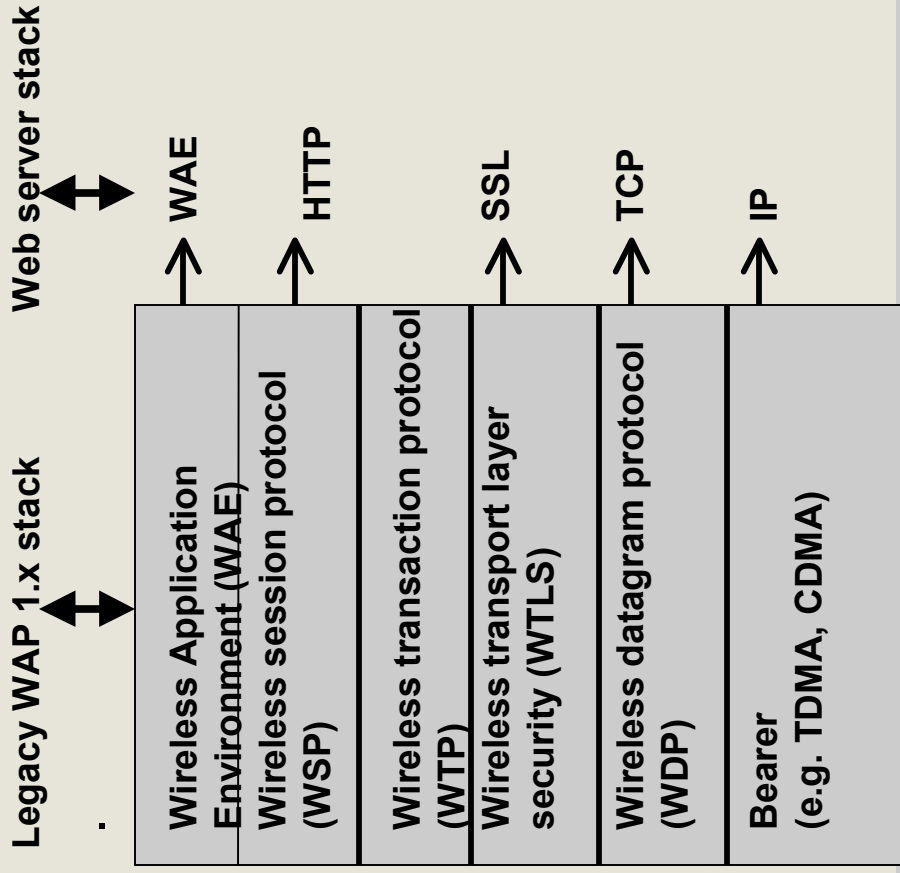 Legacy WAP 1.x stack
Web server stack
Wireless Application
Environment (WAE)
WAE
Wireless session protocol
(WSP)
HTTP
Wireless transaction protocol
(WTP)
Wireless transport layer
security (WTLS)
SSL
Wireless datagram protocol
(WDP)
TCP
Bearer
(e.g. TDMA, CDMA)
IP